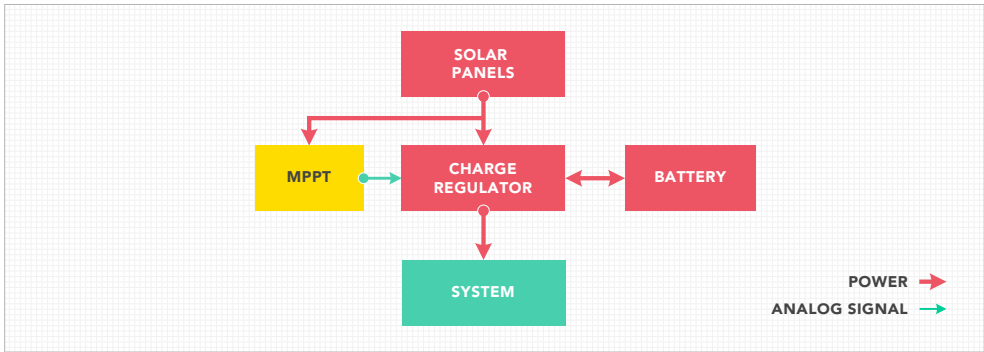 SOLAR
PANELS
MPPT
CHARGE
REGULATOR
BATTERY
SYSTEM
POWER
ANALOG SIGNAL